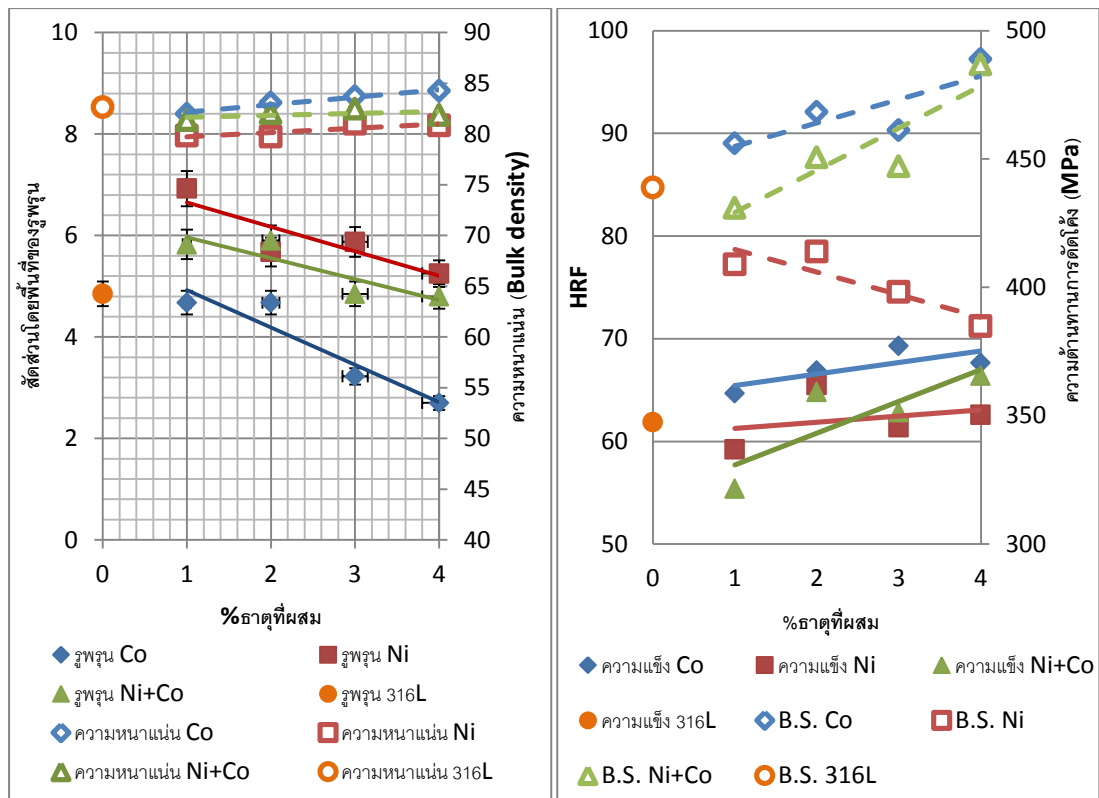 10
8
6
4
2
0
สัดส่วนโดยพื้นที่ของรูพรุน
90
85
80
75
70
65
60
55
50
45
40
ความหนาแน่น (Bulk density)
0 1 2 3 4
%ธาตุที่ผสม
รูพรุน Co รูพรุน Ni
รูพรุน Ni+Co รูพรุน 316L
ความหนาแน่น Co ความหนาแน่น Ni
ความหนาแน่น Ni+Co ความหนาแน่น 316L
100
90
80
70
60
50
HRF
500
450
400
350
300
ความต้านทานการดัดโค้ง (MPa)
0 1 2 3 4
%ธาตุที่ผสม
ความแข็ง Co ความแข็ง Ni ความแข็ง Ni+Co
ความแข็ง 316L B.S. Co B.S. Ni
B.S. Ni+Co B.S. 316L